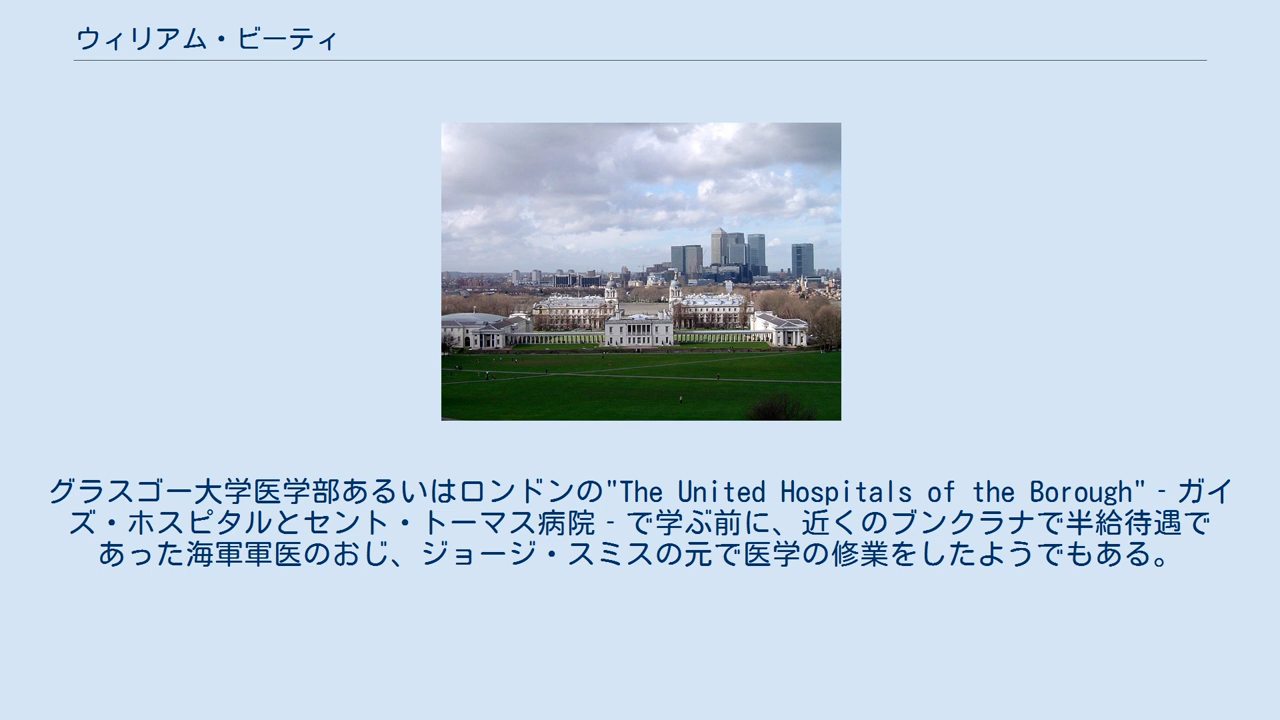 ウィリアム・ビーティ
グラスゴー大学医学部あるいはロンドンの"The United Hospitals of the Borough" - ガイ
ズ・ホスピタルとセント・トーマス病院 - で学ぶ前に、近くのブンクラナで半給待遇で
あった海軍軍医のおじ、ジョージ・スミスの元で医学の修業をしたようでもある。